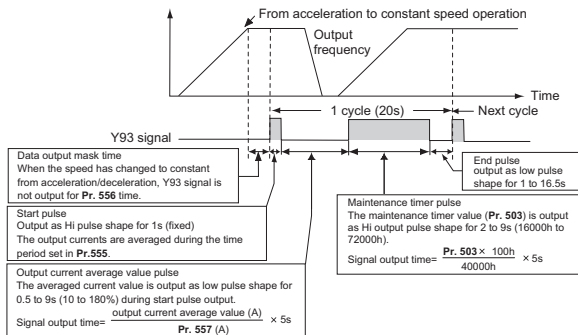 From acceleration to constant speed operation
Output
frequency
Time
1 cycle (20s)
Next cycle
Y93 signal
Data output mask time
When the speed has changed to constant
from acceleration/deceleration, Y93 signal is
not output for Pr. 556 time.
End pulse
output as low pulse
shape for 1 to 16.5s
Start pulse
Output as Hi pulse shape for 1s (fixed)
The output currents are averaged during the time
period set in Pr.555.
Maintenance timer pulse
The maintenance timer value (Pr. 503) is output
as Hi output pulse shape for 2 to 9s (16000h to
72000h).
Signal output time= Pr. 503 × 100h / 40000h × 5s
Output current average value pulse
The averaged current value is output as low pulse shape for
0.5 to 9s (10 to 180%) during start pulse output.
Signal output time= output current average value (A) / Pr. 557 (A) × 5s